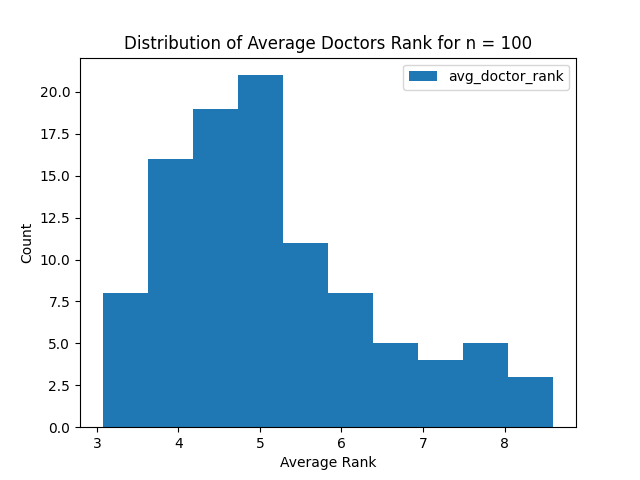 Distribution of Average Doctors Rank for n = 100
avg_doctor_rank
20.0
17.5
15.0
12.5
10.0
7.5
5.0
2.5
0.0
Count
3 4 5 6 7 8
Average Rank